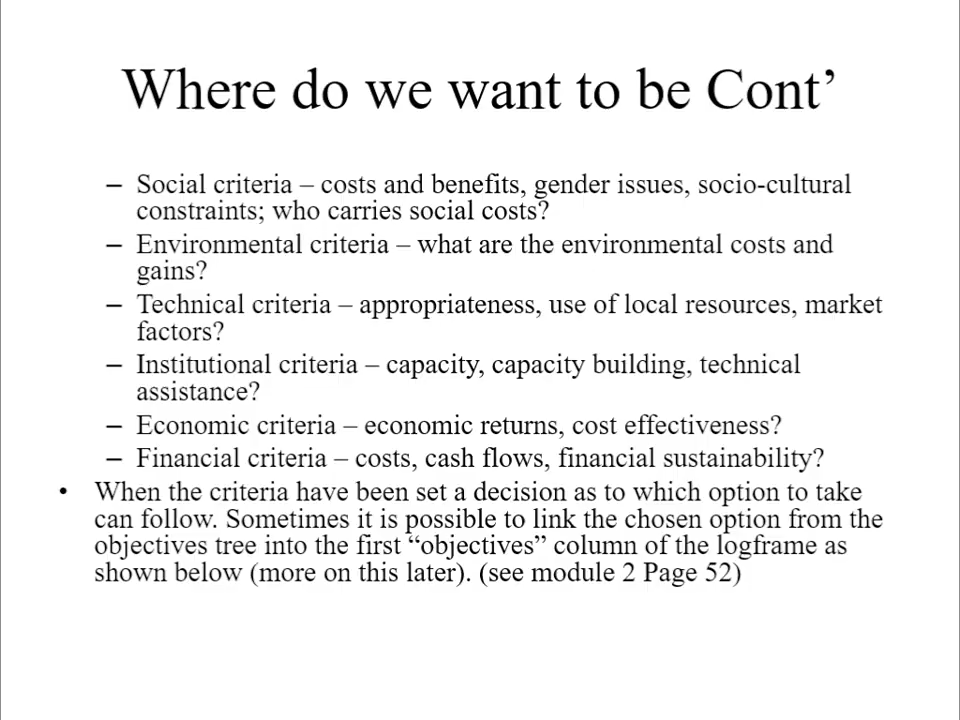 Where do we want to be Cont’
– Social criteria – costs and benefits, gender issues, socio-cultural
constraints; who carries social costs?
– Environmental criteria – what are the environmental costs and
gains?
– Technical criteria – appropriateness, use of local resources, market
factors?
– Institutional criteria – capacity, capacity building, technical
assistance?
– Economic criteria – economic returns, cost effectiveness?
– Financial criteria – costs, cash flows, financial sustainability?
• When the criteria have been set a decision as to which option to take
can follow. Sometimes it is possible to link the chosen option from the
objectives tree into the first “objectives” column of the logframe as
shown below (more on this later). (see module 2 Page 52)